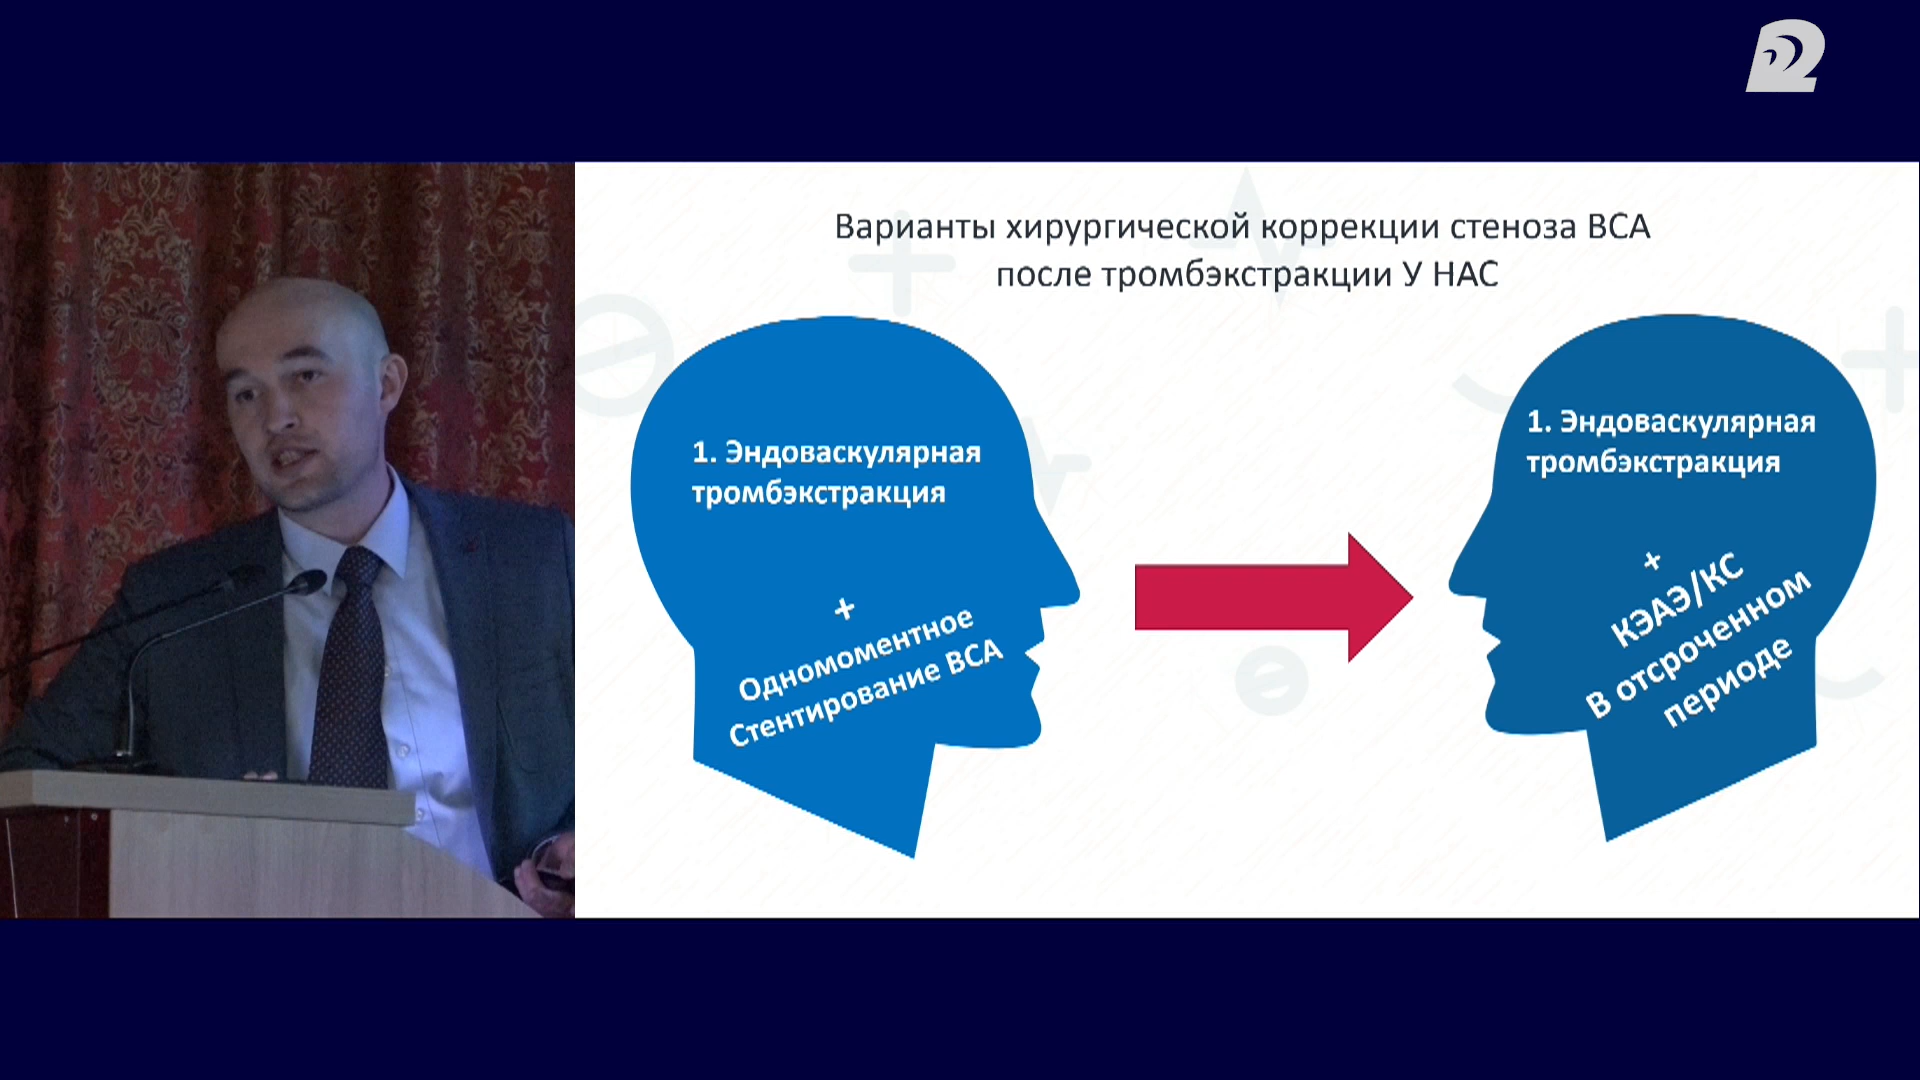 Варианты хирургической коррекции стеноза ВСА
после тромбэкстракции У НАС
1. Эндоваскулярная
тромбэкстракция
+
Одномоментное
Стентирование ВСА
1. Эндоваскулярная
тромбэкстракция
+
КЭАЭ/КС
В отсроченном
периоде